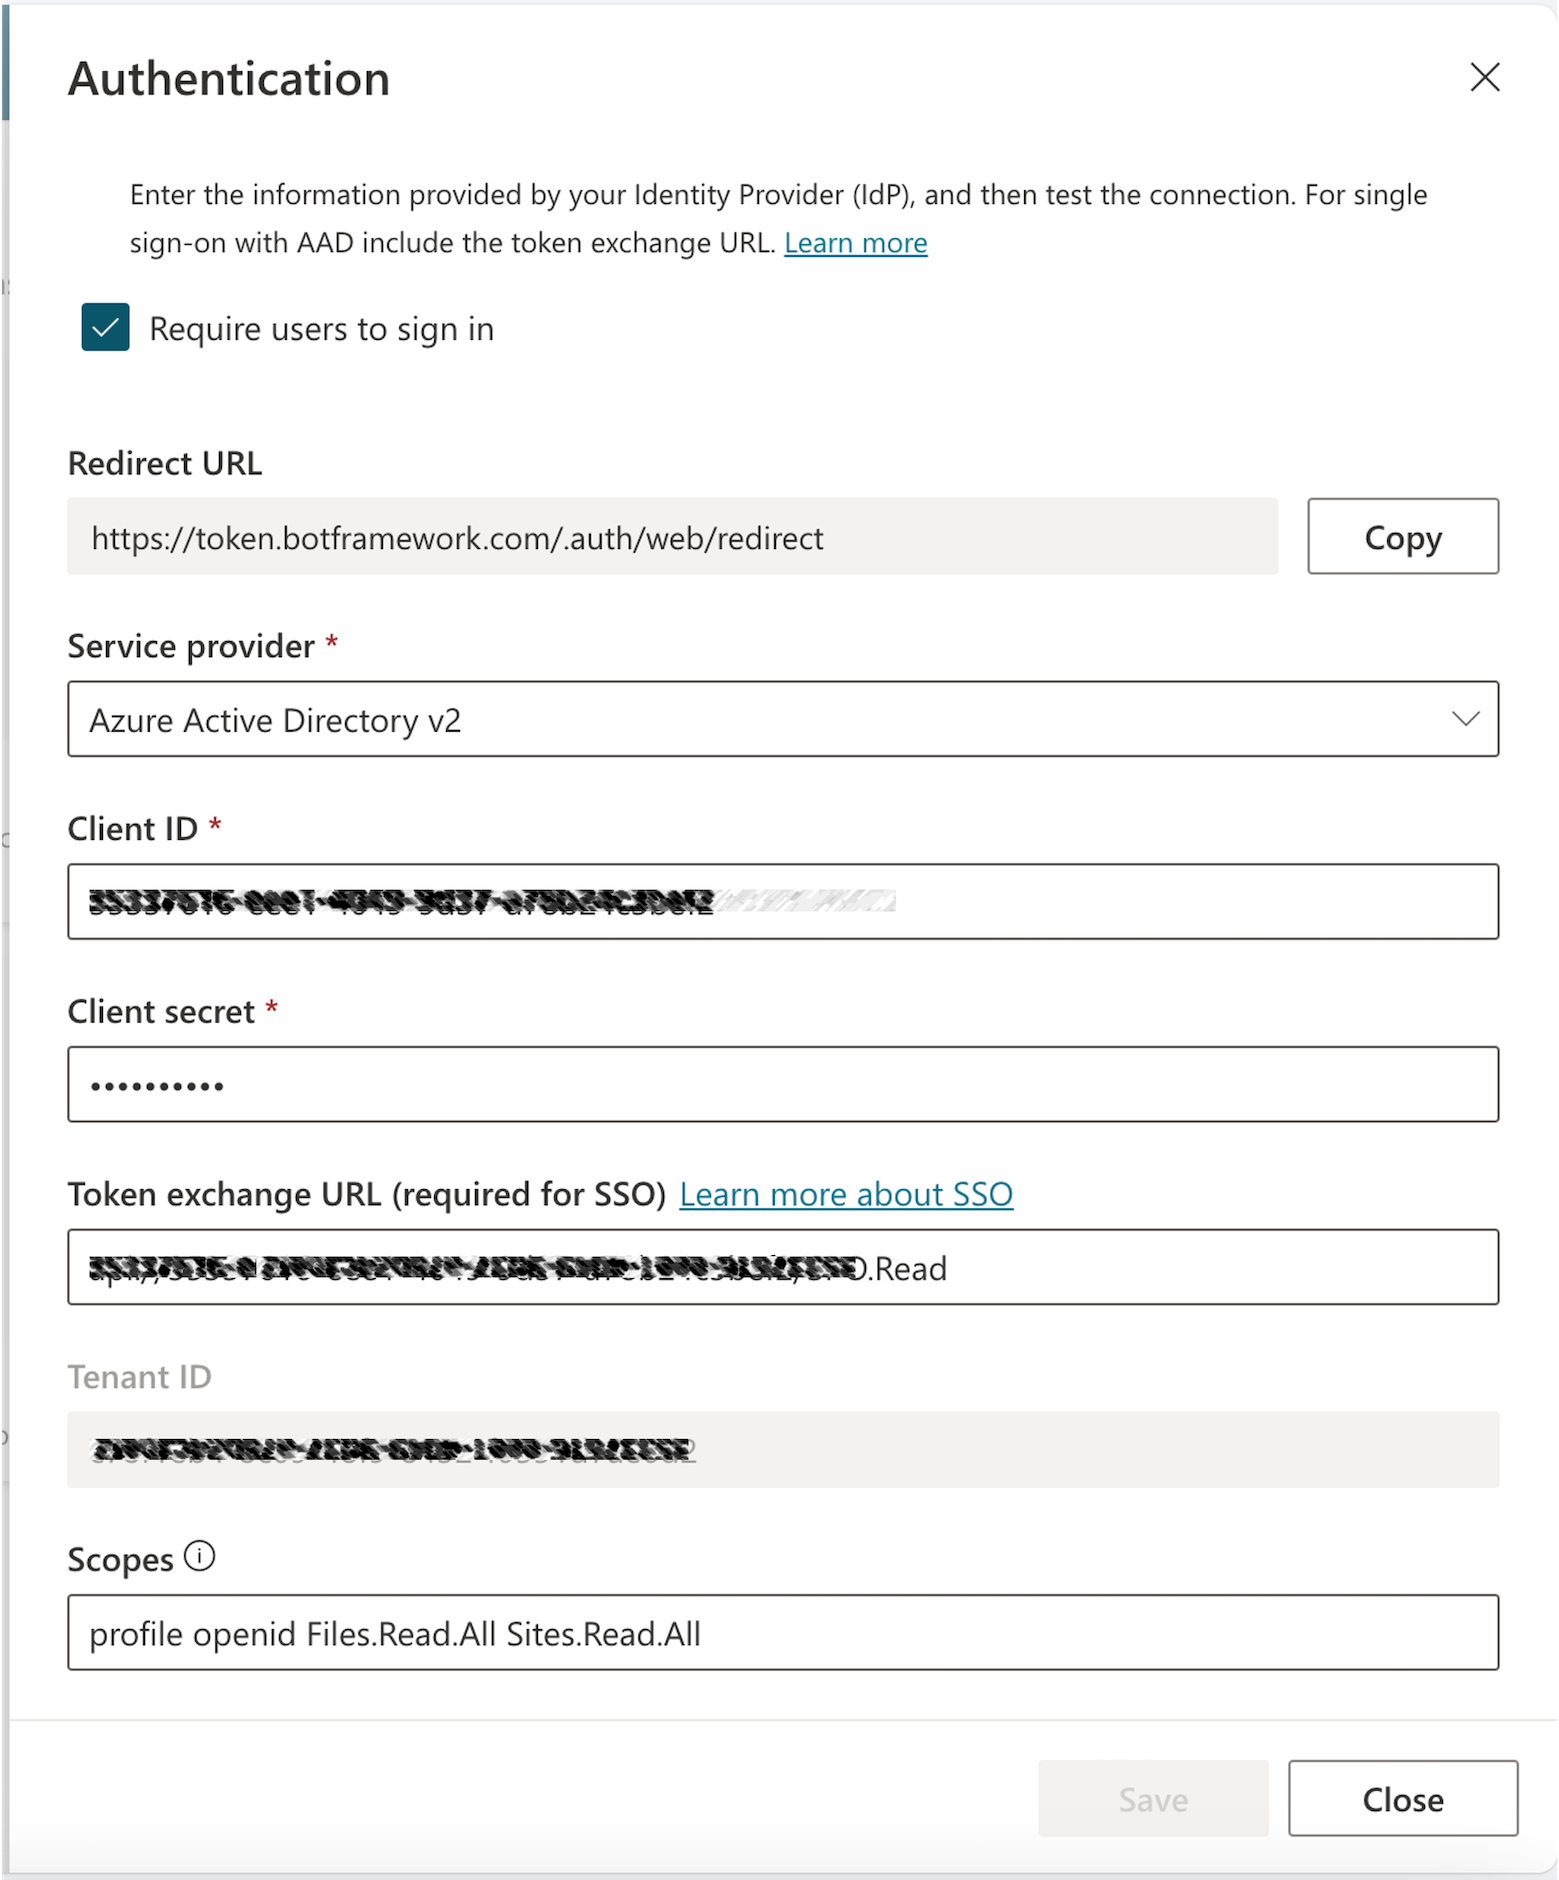 Authentication
Enter the information provided by your Identity Provider (IdP), and then test the connection. For single
sign-on with AAD include the token exchange URL. Learn more
Require users to sign in
Redirect URL
https://token.botframework.com/.auth/web/redirect
Copy
Service provider *
Azure Active Directory v2
Client ID *
Client secret *
••••••••••
Token exchange URL (required for SSO) Learn more about SSO
.Read
Tenant ID
Scopes
profile openid Files.Read.All Sites.Read.All
Save
Close